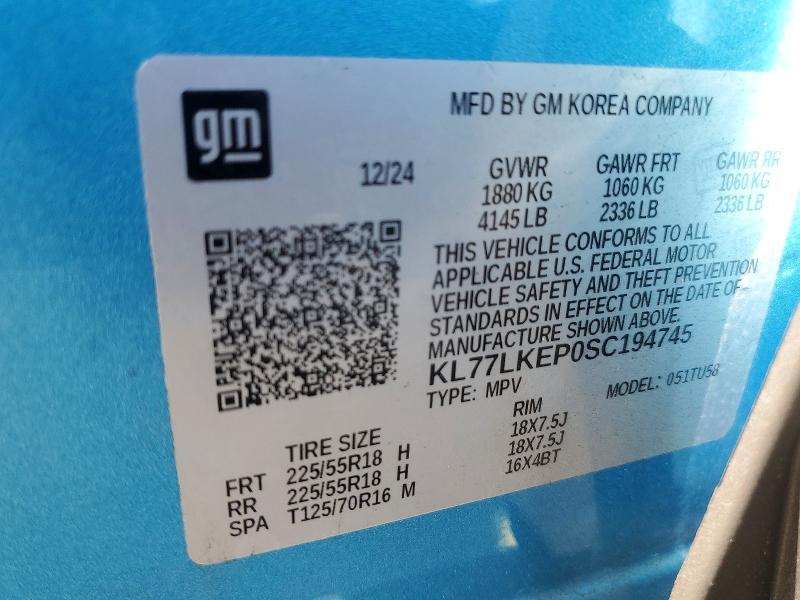 gm
MFD BY GM KOREA COMPANY
12/24
GVWR GAWR FRT GAWR RR
1880 KG 1060 KG 1060 KG
4145 LB 2336 LB 2336 LB
THIS VEHICLE CONFORMS TO ALL
APPLICABLE U.S. FEDERAL MOTOR
VEHICLE SAFETY AND THEFT PREVENTION
STANDARDS IN EFFECT ON THE DATE OF
MANUFACTURE SHOWN ABOVE.
KL77LKEP0SC194745
TYPE: MPV MODEL: 051TU58
TIRE SIZE RIM
FRT 225/55R18 H 18X7.5J
RR 225/55R18 H 18X7.5J
SPA T125/70R16 M 16X4BT